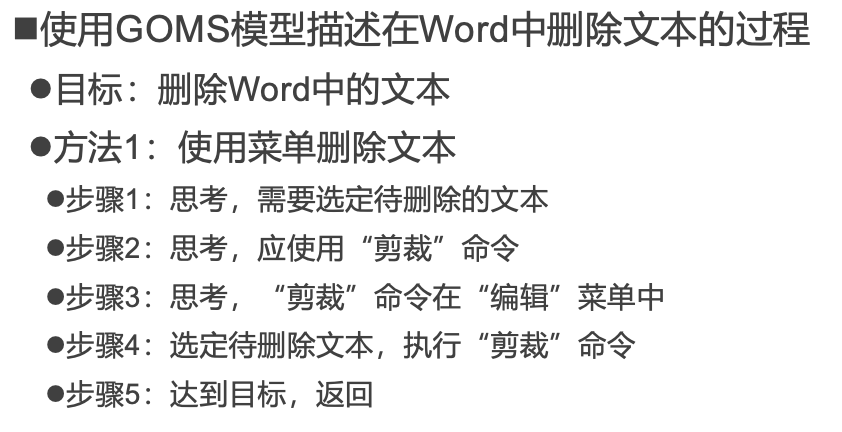 ■使用GOMS模型描述在Word中删除文本的过程
●目标：删除Word中的文本
●方法1：使用菜单删除文本
●步骤1：思考，需要选定待删除的文本
●步骤2：思考，应使用“剪裁”命令
●步骤3：思考，“剪裁”命令在“编辑”菜单中
●步骤4：选定待删除文本，执行“剪裁”命令
●步骤5：达到目标，返回